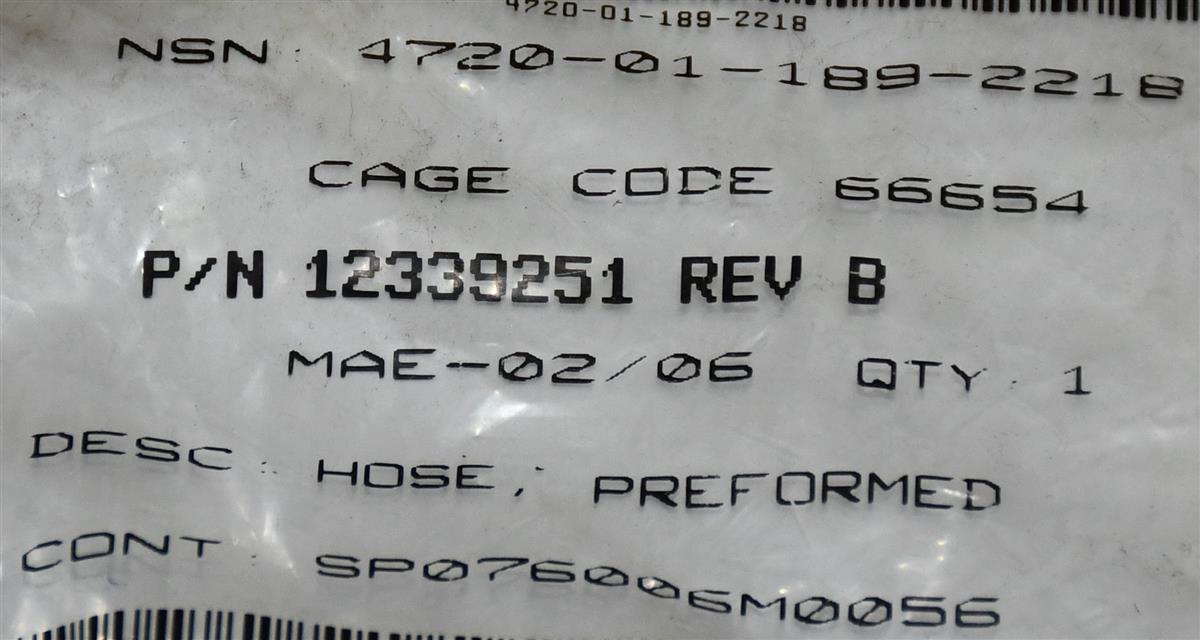 4720-01-189-2218
NSN: 4720-01-189-2218
CAGE CODE 66654
P/N 12339251 REV B
MAE-02/06 QTY: 1
DESC: HOSE, PREFORMED
CONT: SP076006M0056